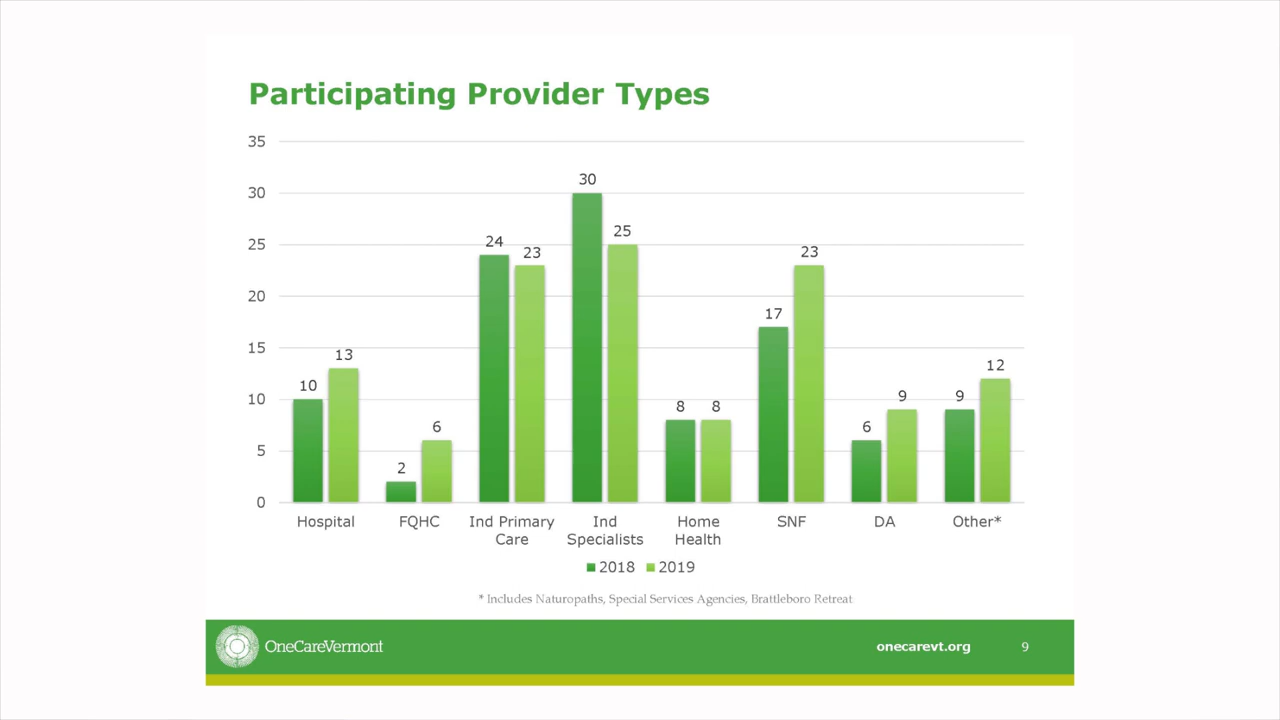 Participating Provider Types
35
30
25
20
15
10
5
0
10
13
2
6
24
23
30
25
8
8
17
23
6
9
9
12
Hospital
FQHC
Ind Primary
Care
Ind
Specialists
Home
Health
SNF
DA
Other*
2018 2019
* Includes Naturopaths, Special Services Agencies, Brattleboro Retreat
OneCareVermont
onecarevt.org 9